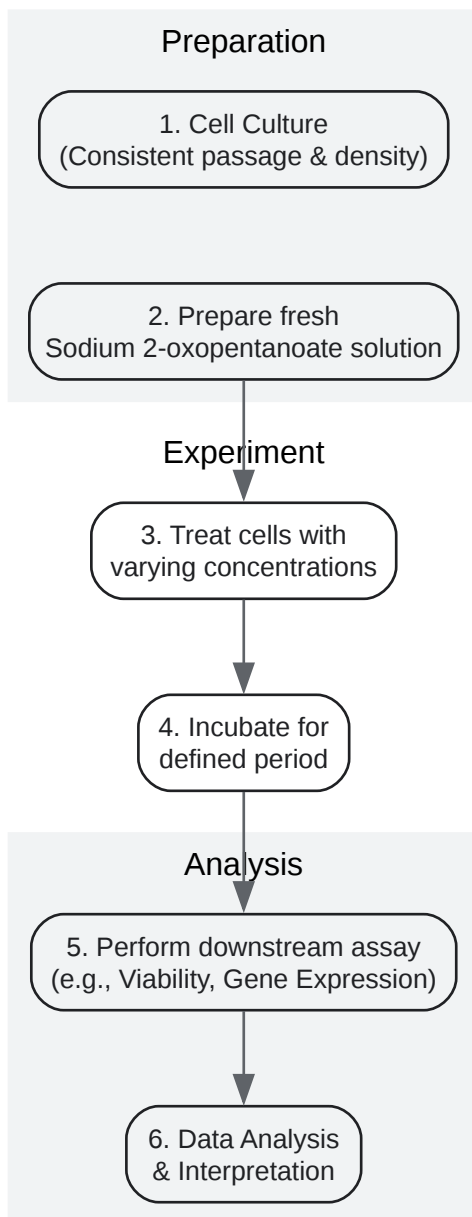 Preparation
1. Cell Culture
(Consistent passage & density)
2. Prepare fresh
Sodium 2-oxopentanoate solution
Experiment
3. Treat cells with
varying concentrations
4. Incubate for
defined period
Analysis
5. Perform downstream assay
(e.g., Viability, Gene Expression)
6. Data Analysis
& Interpretation